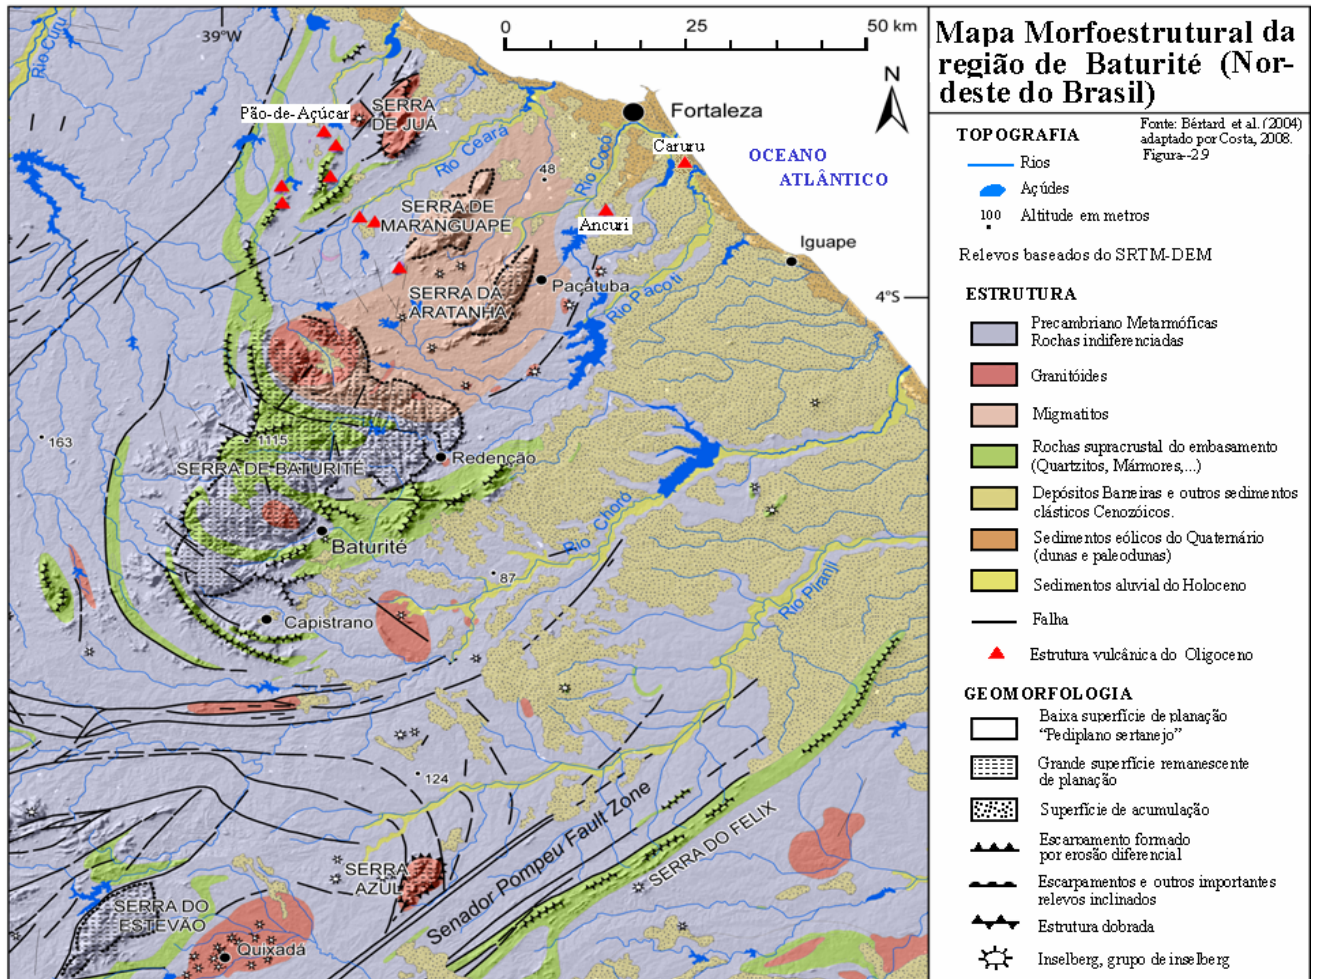 Mapa Morfoestrutural da
região de Baturité (Nor-
deste do Brasil)
Fonte: Bértard et al.(2004)
adaptado por Costa, 2008.
Figura--2.9
TOPOGRAFIA
Rios
Açúdes
100
Altitude em metros
Relevos baseados do SRTM-DEM
ESTRUTURA
Precambriano Metarmóficas
Rochas indiferenciadas
Granitóides
Migmatitos
Rochas supracrustal do embasamento
(Quartzitos, Mármores,...)
Depósitos Barreiras e outros sedimentos
clásticos Cenozóicos.
Sedimentos eólicos do Quaternário
(dunas e paleodunas)
Sedimentos aluvial do Holoceno
Falha
Estrutura vulcânica do Oligoceno
GEOMORFOLOGIA
Baixa superfície de planação
“Pediplano sertanejo”
Grande superfície remanescente
de planação
Superfície de acumulação
Escarpamento formado
por erosão diferencial
Escarpamentos e outros importantes
relevos inclinados
Estrutura dobrada
Inselberg, grupo de inselberg
0 25 50 km
39°W
N
4°S
Rio Curu
Pão-de-Açúcar
SERRA
DE JUÁ
Rio Ceará
Rio Cocó
Fortaleza
Caruru
OCEANO
ATLÂNTICO
48
SERRA DE
MARANGUAPE
Ancuri
Iguape
Pacatuba
Rio Pacoti
SERRA DA
ARATANHA
163
1115
SERRA DE BATURITÉ
Redenção
Baturité
Rio Choró
87
Rio Piranji
Capistrano
124
Senador Pompeu Fault Zone
SERRA DO FELIX
SERRA
AZUL
SERRA DO
ESTEVÃO
Quixadá